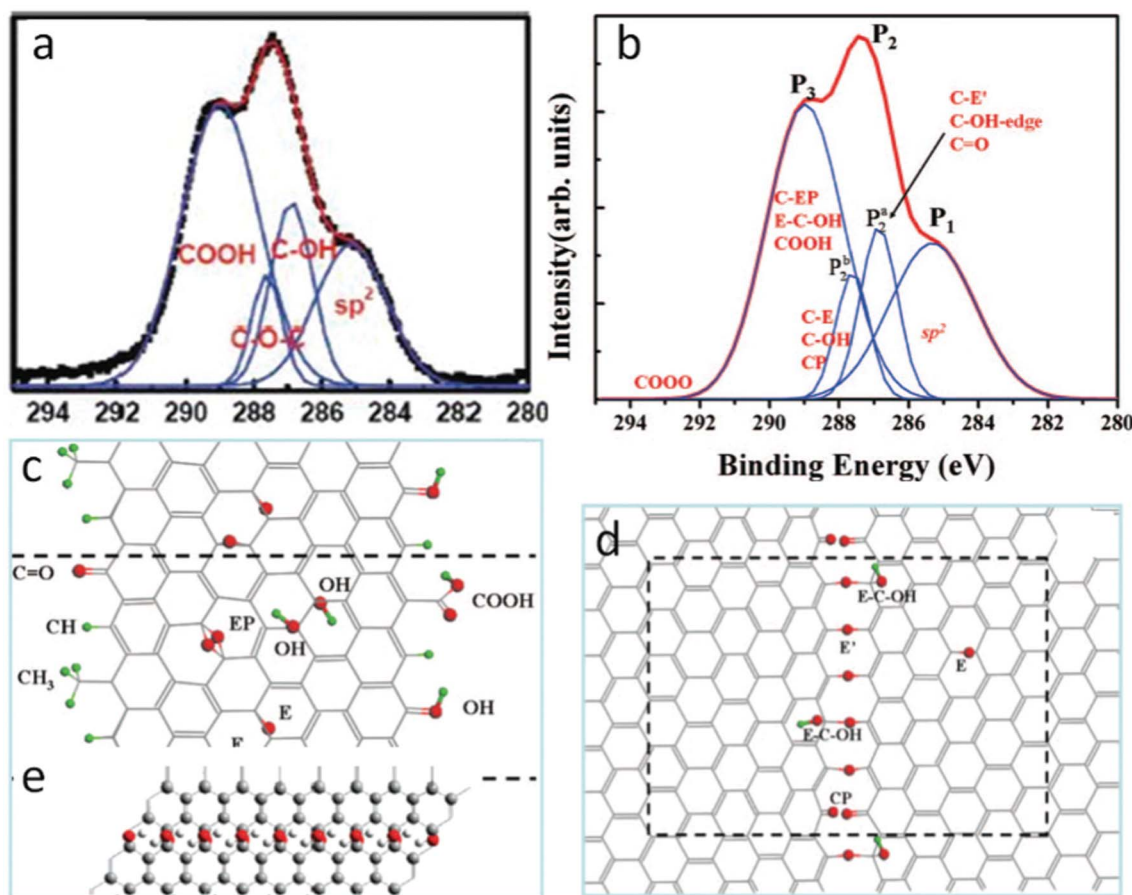 a
COOH
C-OH
C-O-C
sp²
294 292 290 288 286 284 282 280
b
Intensity(arb. units)
P₂
P₃
C-E'
C-OH-edge
C=O
C-EP
E-C-OH
COOH
P₂ᵃ
P₁
P₂ᵇ
C-E
C-OH
CP
sp²
COOO
294 292 290 288 286 284 282 280
Binding Energy (eV)
c
C=O
OH
COOH
EP
CH
OH
CH₃
E
OH
d
E-C-OH
E'
E
E-C-OH
CP
e